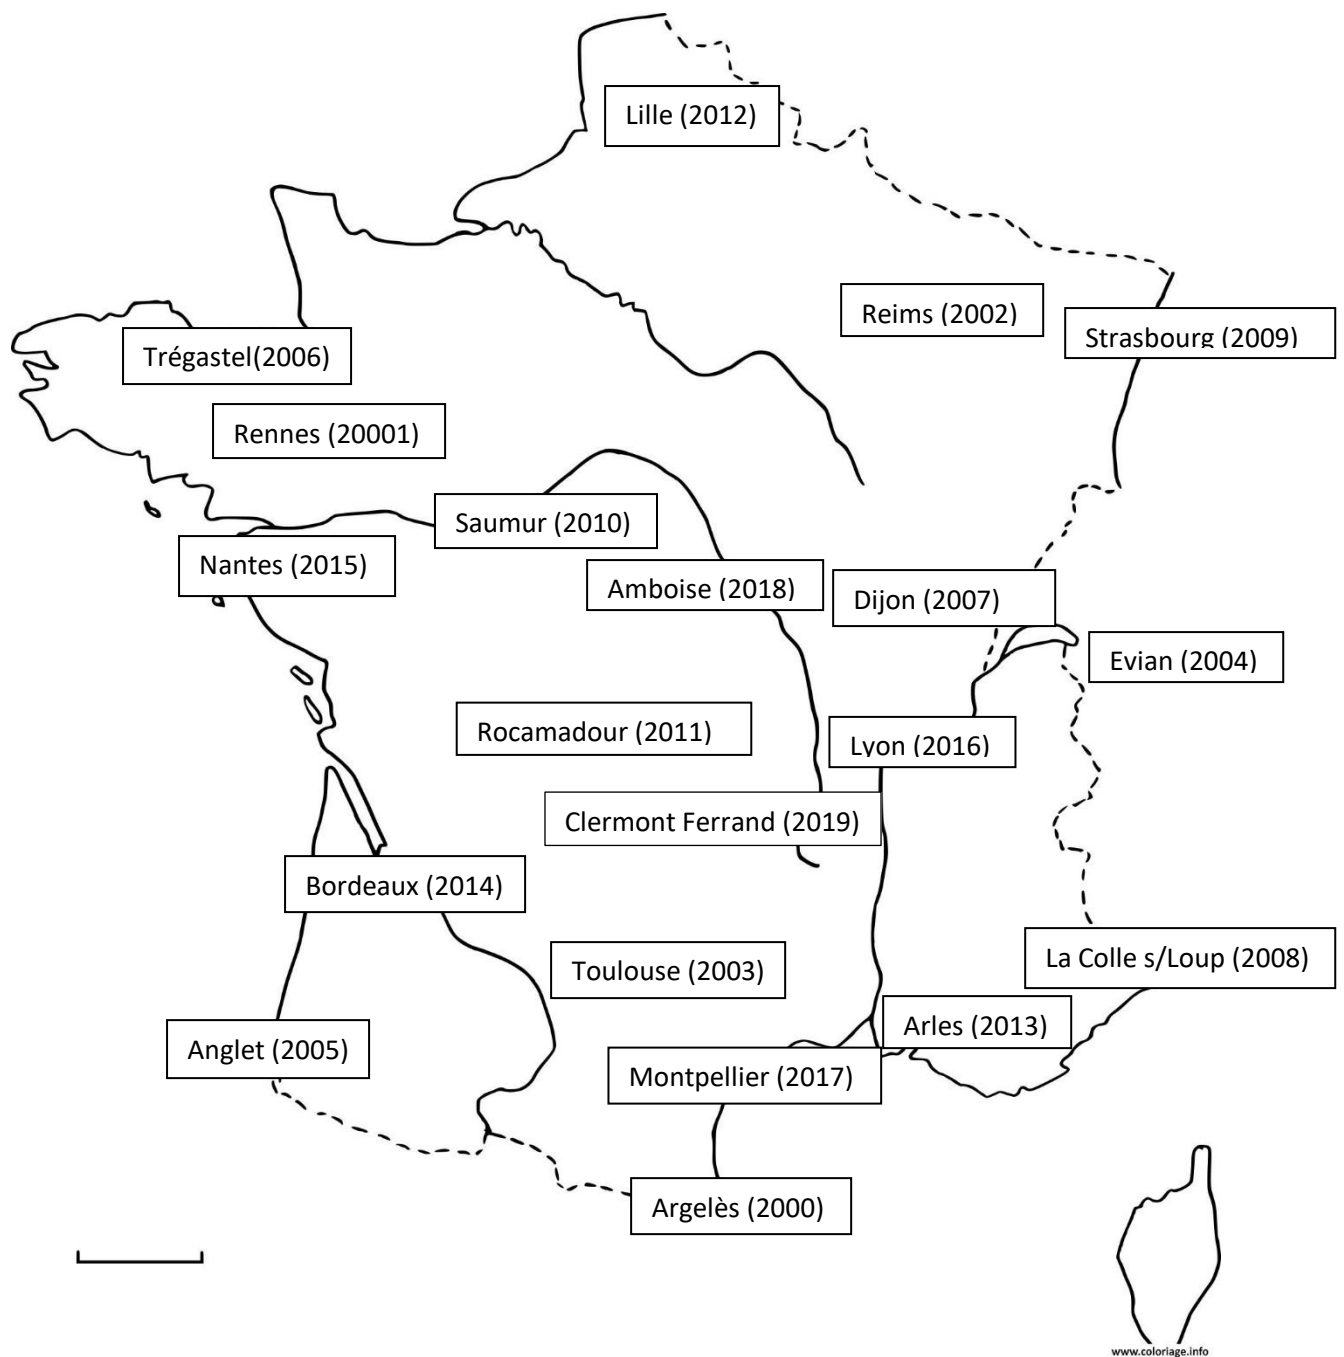 Lille (2012)
Reims (2002)
Strasbourg (2009)
Trégastel(2006)
Rennes (20001)
Saumur (2010)
Nantes (2015)
Amboise (2018)
Dijon (2007)
Evian (2004)
Rocamadour (2011)
Lyon (2016)
Clermont Ferrand (2019)
Bordeaux (2014)
La Colle s/Loup (2008)
Toulouse (2003)
Arles (2013)
Anglet (2005)
Montpellier (2017)
Argelès (2000)
www.coloriage.info